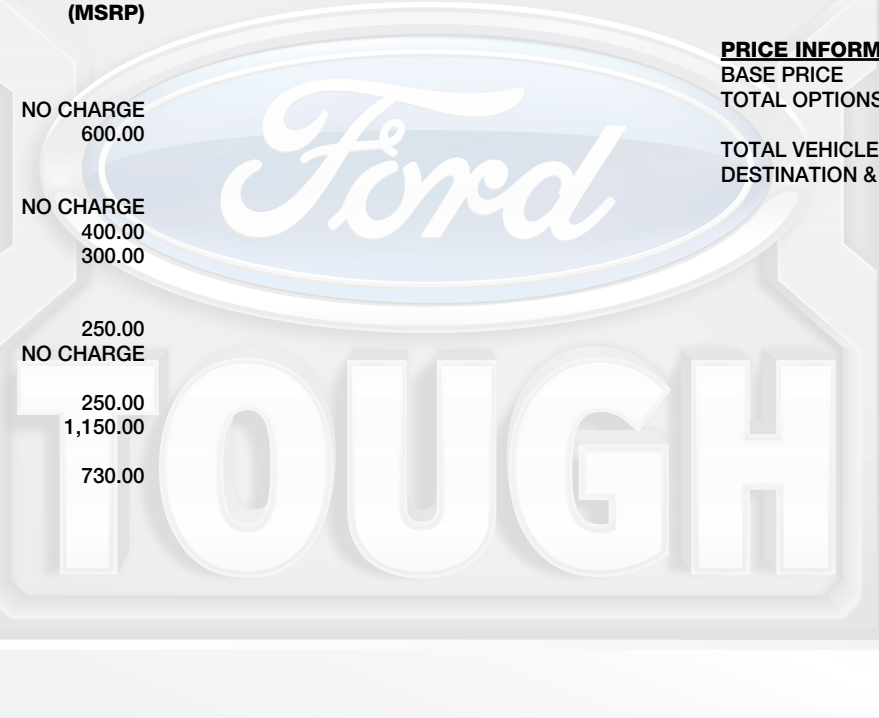 (MSRP)
NO CHARGE
600.00
NO CHARGE
400.00
300.00
250.00
NO CHARGE
250.00
1,150.00
730.00
PRICE INFORM
BASE PRICE
TOTAL OPTIONS
TOTAL VEHICLE
DESTINATION &
Ford
TOUGH